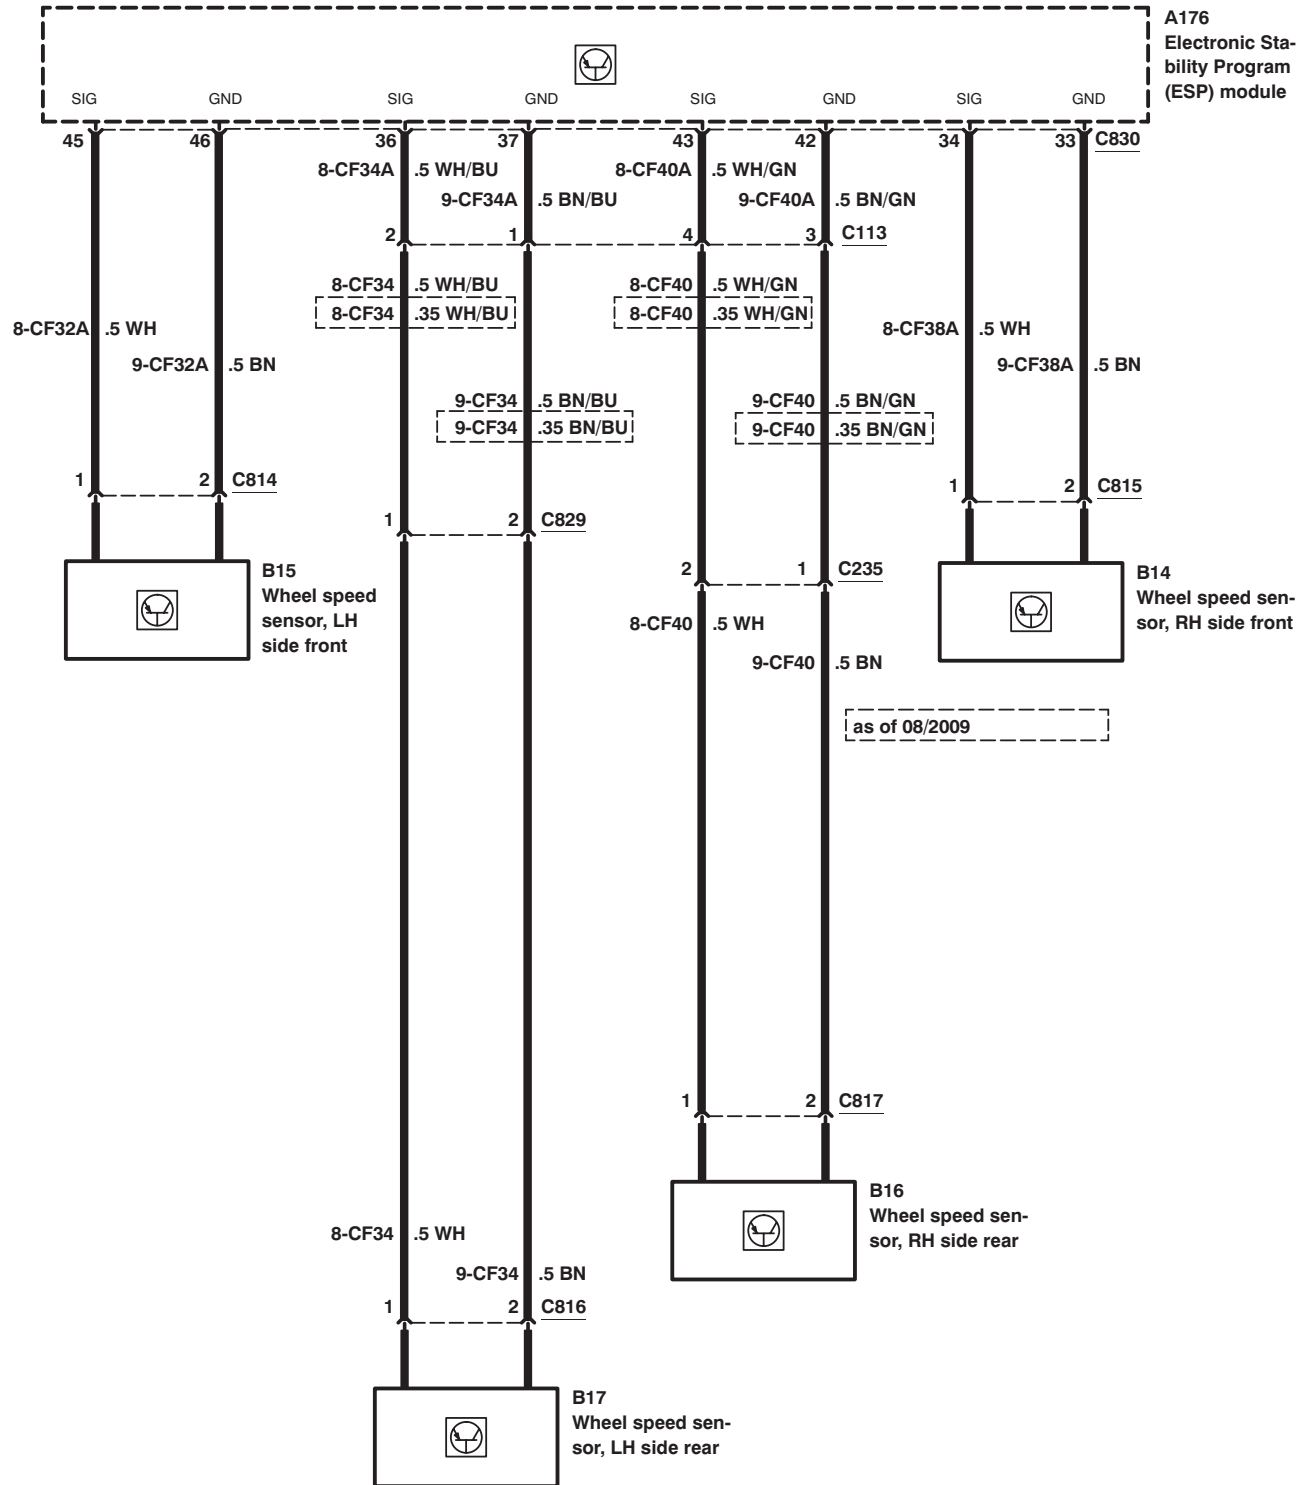 A176
Electronic Sta-
bility Program
(ESP) module
SIG GND SIG GND SIG GND SIG GND
45 46 36 37 43 42 34 33 C830
8-CF34A .5 WH/BU 8-CF40A .5 WH/GN
9-CF34A .5 BN/BU 9-CF40A .5 BN/GN
2 1 4 3 C113
8-CF34 .5 WH/BU 8-CF40 .5 WH/GN
8-CF34 .35 WH/BU 8-CF40 .35 WH/GN
8-CF32A .5 WH 8-CF38A .5 WH
9-CF32A .5 BN 9-CF38A .5 BN
9-CF34 .5 BN/BU 9-CF40 .5 BN/GN
9-CF34 .35 BN/BU 9-CF40 .35 BN/GN
1 2 C814
1 2 C815
1 2 C829
B15
Wheel speed
sensor, LH
side front
2 1 C235
B14
Wheel speed sen-
sor, RH side front
8-CF40 .5 WH
9-CF40 .5 BN
as of 08/2009
1 2 C817
B16
Wheel speed sen-
sor, RH side rear
8-CF34 .5 WH
9-CF34 .5 BN
1 2 C816
B17
Wheel speed sen-
sor, LH side rear